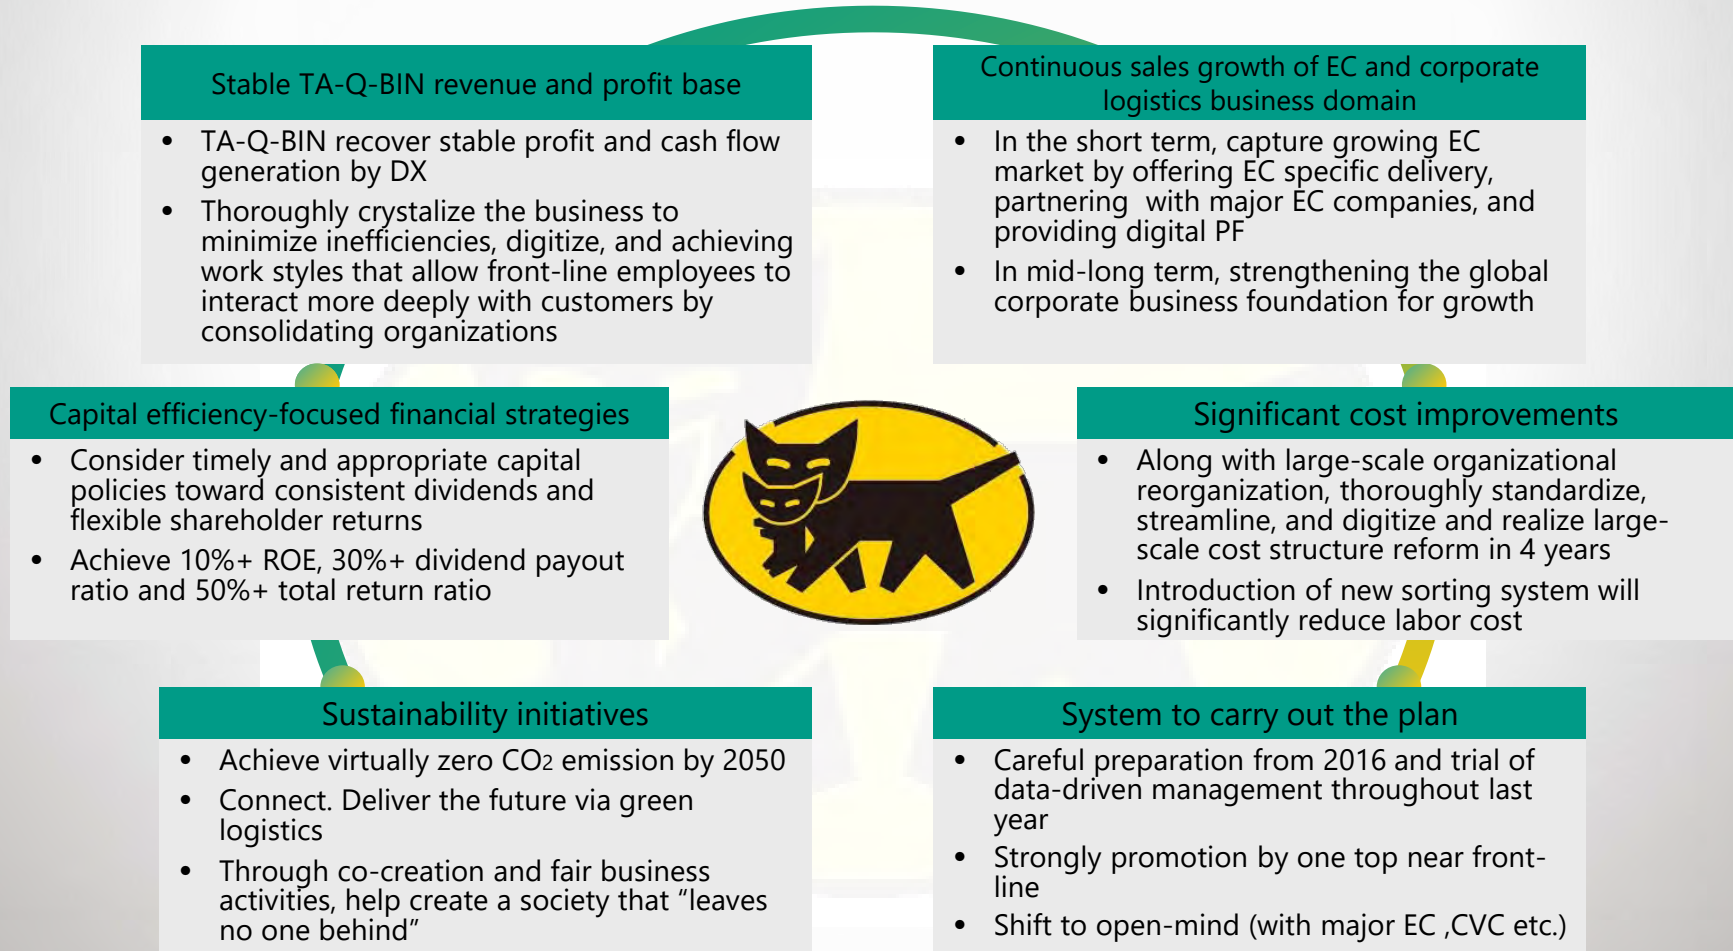 Stable TA-Q-BIN revenue and profit base
• TA-Q-BIN recover stable profit and cash flow
generation by DX
• Thoroughly crystalize the business to
minimize inefficiencies, digitize, and achieving
work styles that allow front-line employees to
interact more deeply with customers by
consolidating organizations
Continuous sales growth of EC and corporate
logistics business domain
• In the short term, capture growing EC
market by offering EC specific delivery,
partnering with major EC companies, and
providing digital PF
• In mid-long term, strengthening the global
corporate business foundation for growth
Capital efficiency-focused financial strategies
• Consider timely and appropriate capital
policies toward consistent dividends and
flexible shareholder returns
• Achieve 10%+ ROE, 30%+ dividend payout
ratio and 50%+ total return ratio
Significant cost improvements
• Along with large-scale organizational
reorganization, thoroughly standardize,
streamline, and digitize and realize large-
scale cost structure reform in 4 years
• Introduction of new sorting system will
significantly reduce labor cost
Sustainability initiatives
• Achieve virtually zero CO2 emission by 2050
• Connect. Deliver the future via green
logistics
• Through co-creation and fair business
activities, help create a society that “leaves
no one behind”
System to carry out the plan
• Careful preparation from 2016 and trial of
data-driven management throughout last
year
• Strongly promotion by one top near front-
line
• Shift to open-mind (with major EC ,CVC etc.)